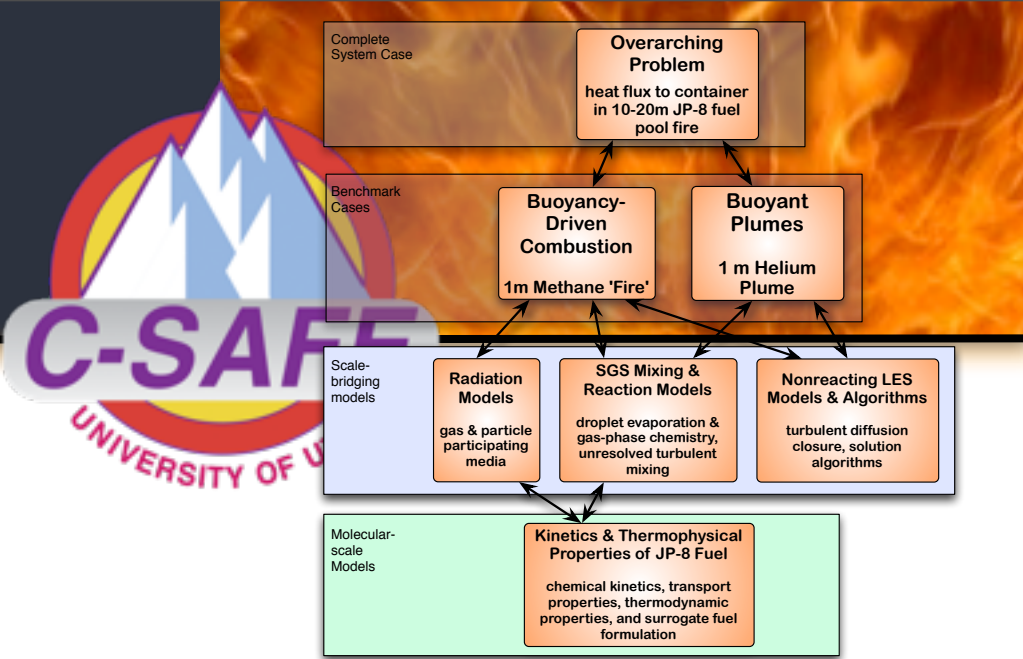 Complete
System Case
Overarching
Problem
heat flux to container
in 10-20m JP-8 fuel
pool fire
Benchmark
Cases
Buoyancy-
Driven
Combustion
1m Methane 'Fire'
Buoyant
Plumes
1 m Helium
Plume
C-SAFE
UNIVERSITY OF U
Scale-
bridging
models
Radiation
Models
gas & particle
participating
media
SGS Mixing &
Reaction Models
droplet evaporation &
gas-phase chemistry,
unresolved turbulent
mixing
Nonreacting LES
Models & Algorithms
turbulent diffusion
closure, solution
algorithms
Molecular-
scale
Models
Kinetics & Thermophysical
Properties of JP-8 Fuel
chemical kinetics, transport
properties, thermodynamic
properties, and surrogate fuel
formulation